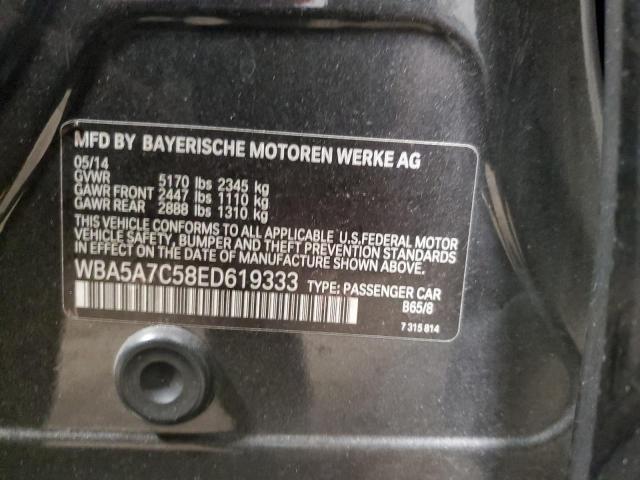 MFD BY BAYERISCHE MOTOREN WERKE AG
05/14
GVWR 5170 lbs 2345 kg
GAWR FRONT 2447 lbs 1110 kg
GAWR REAR 2888 lbs 1310 kg
THIS VEHICLE CONFORMS TO ALL APPLICABLE U.S.FEDERAL MOTOR
VEHICLE SAFETY, BUMPER AND THEFT PREVENTION STANDARDS
IN EFFECT ON THE DATE OF MANUFACTURE SHOWN ABOVE.
WBA5A7C58ED619333 TYPE: PASSENGER CAR
B65/8
7 315 814